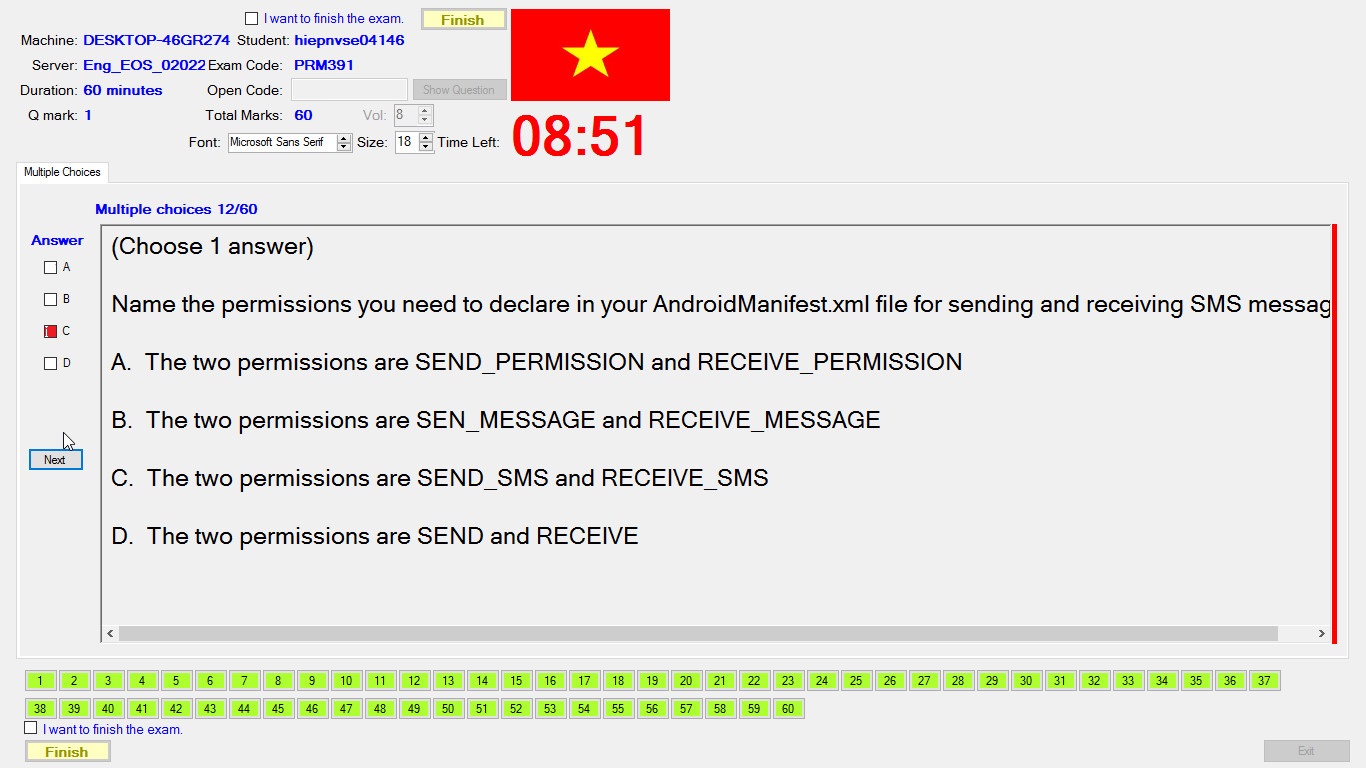 I want to finish the exam. Finish
Machine: DESKTOP-46GR274 Student: hiepnvse04146
Server: Eng_EOS_02022 Exam Code: PRM391
Duration: 60 minutes Open Code: Show Question
Q mark: 1 Total Marks: 60 Vol: 8
Font: Microsoft Sans Serif Size: 18 Time Left: 08:51
Multiple Choices
Multiple choices 12/60
Answer
A
B
C
D
Next
(Choose 1 answer)
Name the permissions you need to declare in your AndroidManifest.xml file for sending and receiving SMS messag
A. The two permissions are SEND_PERMISSION and RECEIVE_PERMISSION
B. The two permissions are SEN_MESSAGE and RECEIVE_MESSAGE
C. The two permissions are SEND_SMS and RECEIVE_SMS
D. The two permissions are SEND and RECEIVE
1 2 3 4 5 6 7 8 9 10 11 12 13 14 15 16 17 18 19 20 21 22 23 24 25 26 27 28 29 30 31 32 33 34 35 36 37
38 39 40 41 42 43 44 45 46 47 48 49 50 51 52 53 54 55 56 57 58 59 60
I want to finish the exam.
Finish Exit